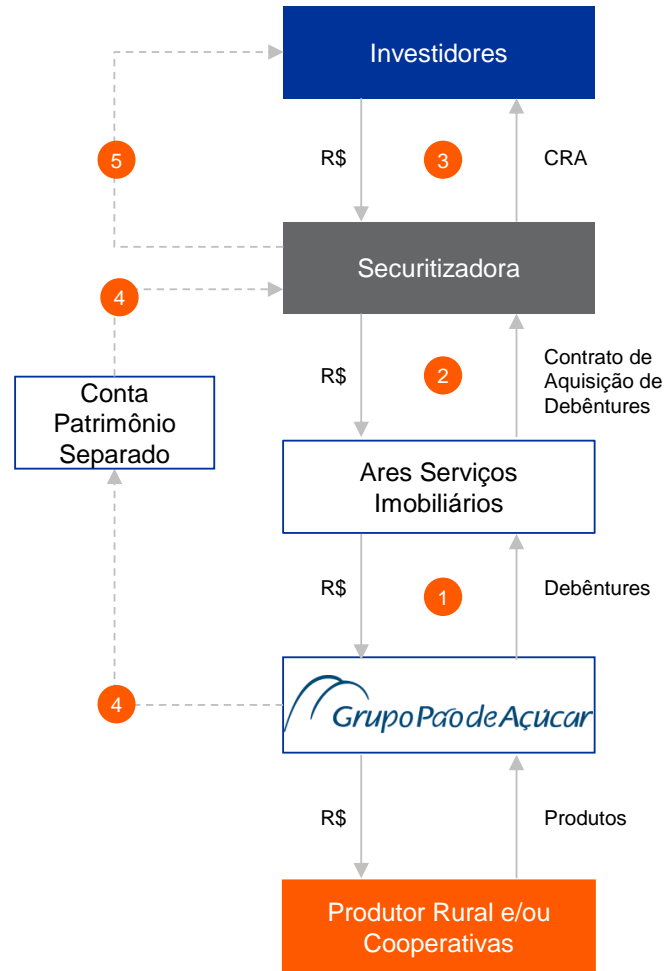 Investidores
5
R$
3
CRA
Securitizadora
4
R$
2
Contrato de
Aquisição de
Debêntures
Conta
Patrimônio
Separado
Ares Serviços
Imobiliários
R$
1
Debêntures
4
Grupo Pão de Açúcar
R$
Produtos
Produtor Rural e/ou
Cooperativas